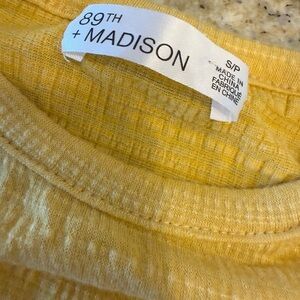 89TH
+ MADISON
S/P
MADE IN
CHINA
FABRIQUÉ
EN CHINE